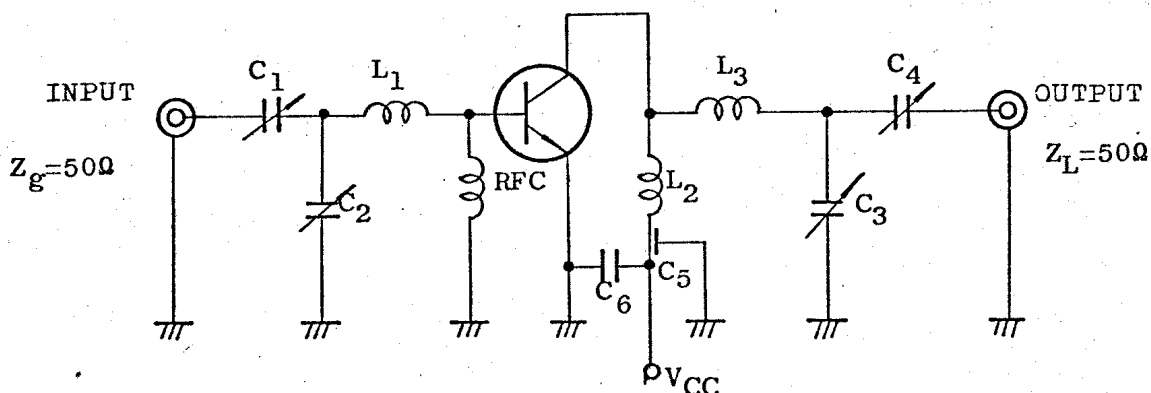 INPUT
Zg=50Ω
C1
L1
C2
RFC
L2
C5
C6
VCC
L3
C4
C3
OUTPUT
ZL=50Ω